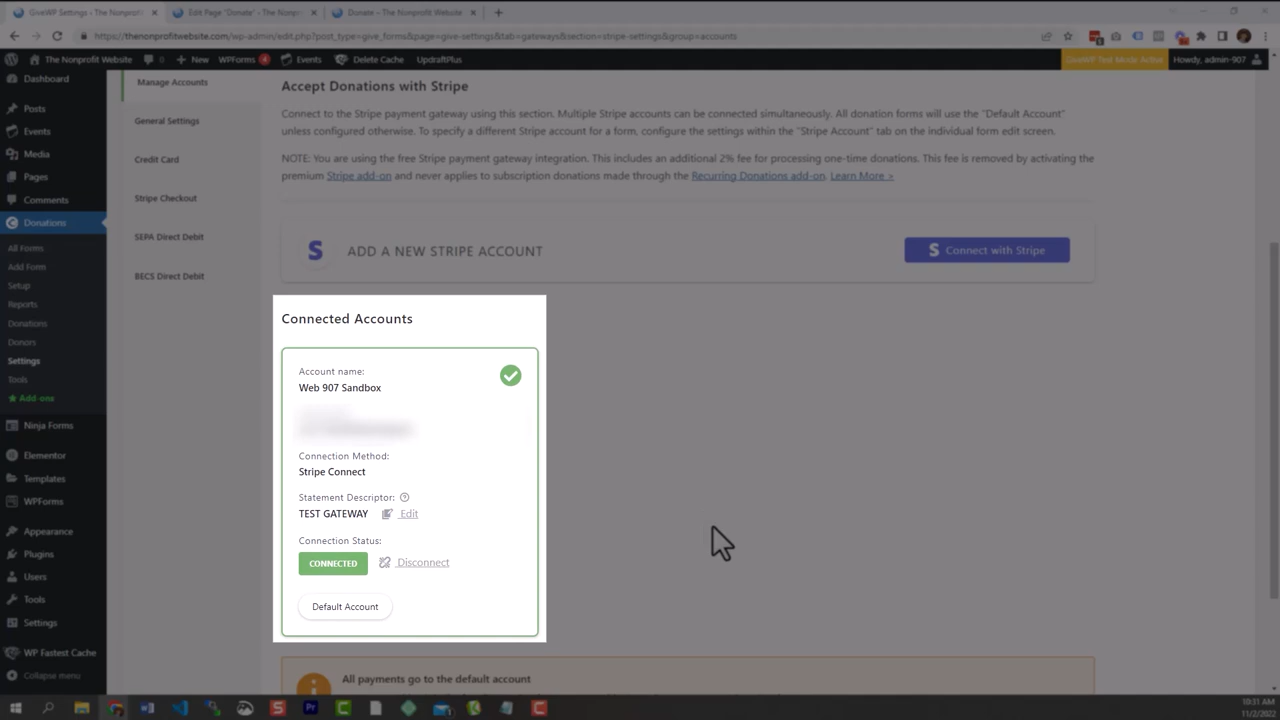 GiveWP Settings ‹ The Connected
Edit Page "Donate" ‹ The Nonpr
Donate – The Nonprofit Website
https://thenonprofitwebsite.com/wp-admin/edit.php?post_type=give_forms&page=give-settings&tab=gateways&section=stripe-settings&group=accounts
The Nonprofit Website
0
New
WPForms 4
Events
Delete Cache
UpdraftPlus
GiveWP Test Mode Active
Howdy, admin-907
Dashboard
Posts
Events
Media
Pages
Comments
Donations
All Forms
Add Form
Setup
Reports
Donations
Donors
Settings
Tools
Add-ons
Ninja Forms
Elementor
Templates
WPForms
Appearance
Plugins
Users
Tools
Settings
WP Fastest Cache
Collapse menu
Manage Accounts
General Settings
Credit Card
Stripe Checkout
SEPA Direct Debit
BECS Direct Debit
Accept Donations with Stripe
Connect to the Stripe payment gateway using this section. Multiple Stripe accounts can be connected simultaneously. All donation forms will use the "Default Account"
unless configured otherwise. To specify a different Stripe account for a form, configure the settings within the "Stripe Account" tab on the individual form edit screen.
NOTE: You are using the free Stripe payment gateway integration. This includes an additional 2% fee for processing one-time donations. This fee is removed by activating the
premium Stripe add-on and never applies to subscription donations made through the Recurring Donations add-on. Learn More >
S ADD A NEW STRIPE ACCOUNT
S Connect with Stripe
Connected Accounts
Account name:
Web 907 Sandbox
Connection Method:
Stripe Connect
Statement Descriptor:
TEST GATEWAY Edit
Connection Status:
CONNECTED Disconnect
Default Account
All payments go to the default account
10:31 AM
11/2/2022